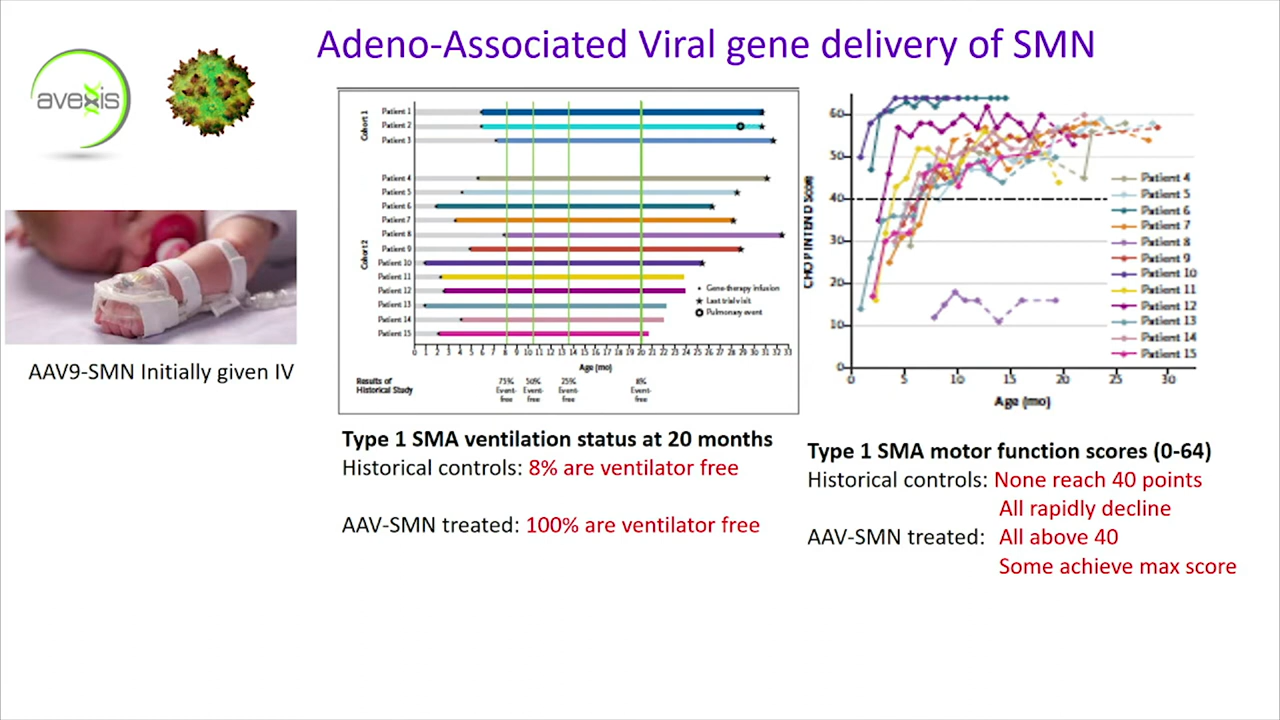 Adeno-Associated Viral gene delivery of SMN
avexis
AAV9-SMN Initially given IV
Cohort 1
Patient 1
Patient 2
Patient 3
Cohort 2
Patient 4
Patient 5
Patient 6
Patient 7
Patient 8
Patient 9
Patient 10
Patient 11
Patient 12
Patient 13
Patient 14
Patient 15
Gene-therapy infusion
Last trial visit
Pulmonary event
0 1 2 3 4 5 6 7 8 9 10 11 12 13 14 15 16 17 18 19 20 21 22 23 24 25 26 27 28 29 30 31 32 33
Age (mo)
Results of
Historical Study
75% Event-free
50% Event-free
25% Event-free
8% Event-free
Type 1 SMA ventilation status at 20 months
Historical controls: 8% are ventilator free
AAV-SMN treated: 100% are ventilator free
CHOP INTEND Score
60
50
40
30
20
10
0
0 5 10 15 20 25 30
Age (mo)
Patient 4
Patient 5
Patient 6
Patient 7
Patient 8
Patient 9
Patient 10
Patient 11
Patient 12
Patient 13
Patient 14
Patient 15
Type 1 SMA motor function scores (0-64)
Historical controls: None reach 40 points
All rapidly decline
AAV-SMN treated: All above 40
Some achieve max score